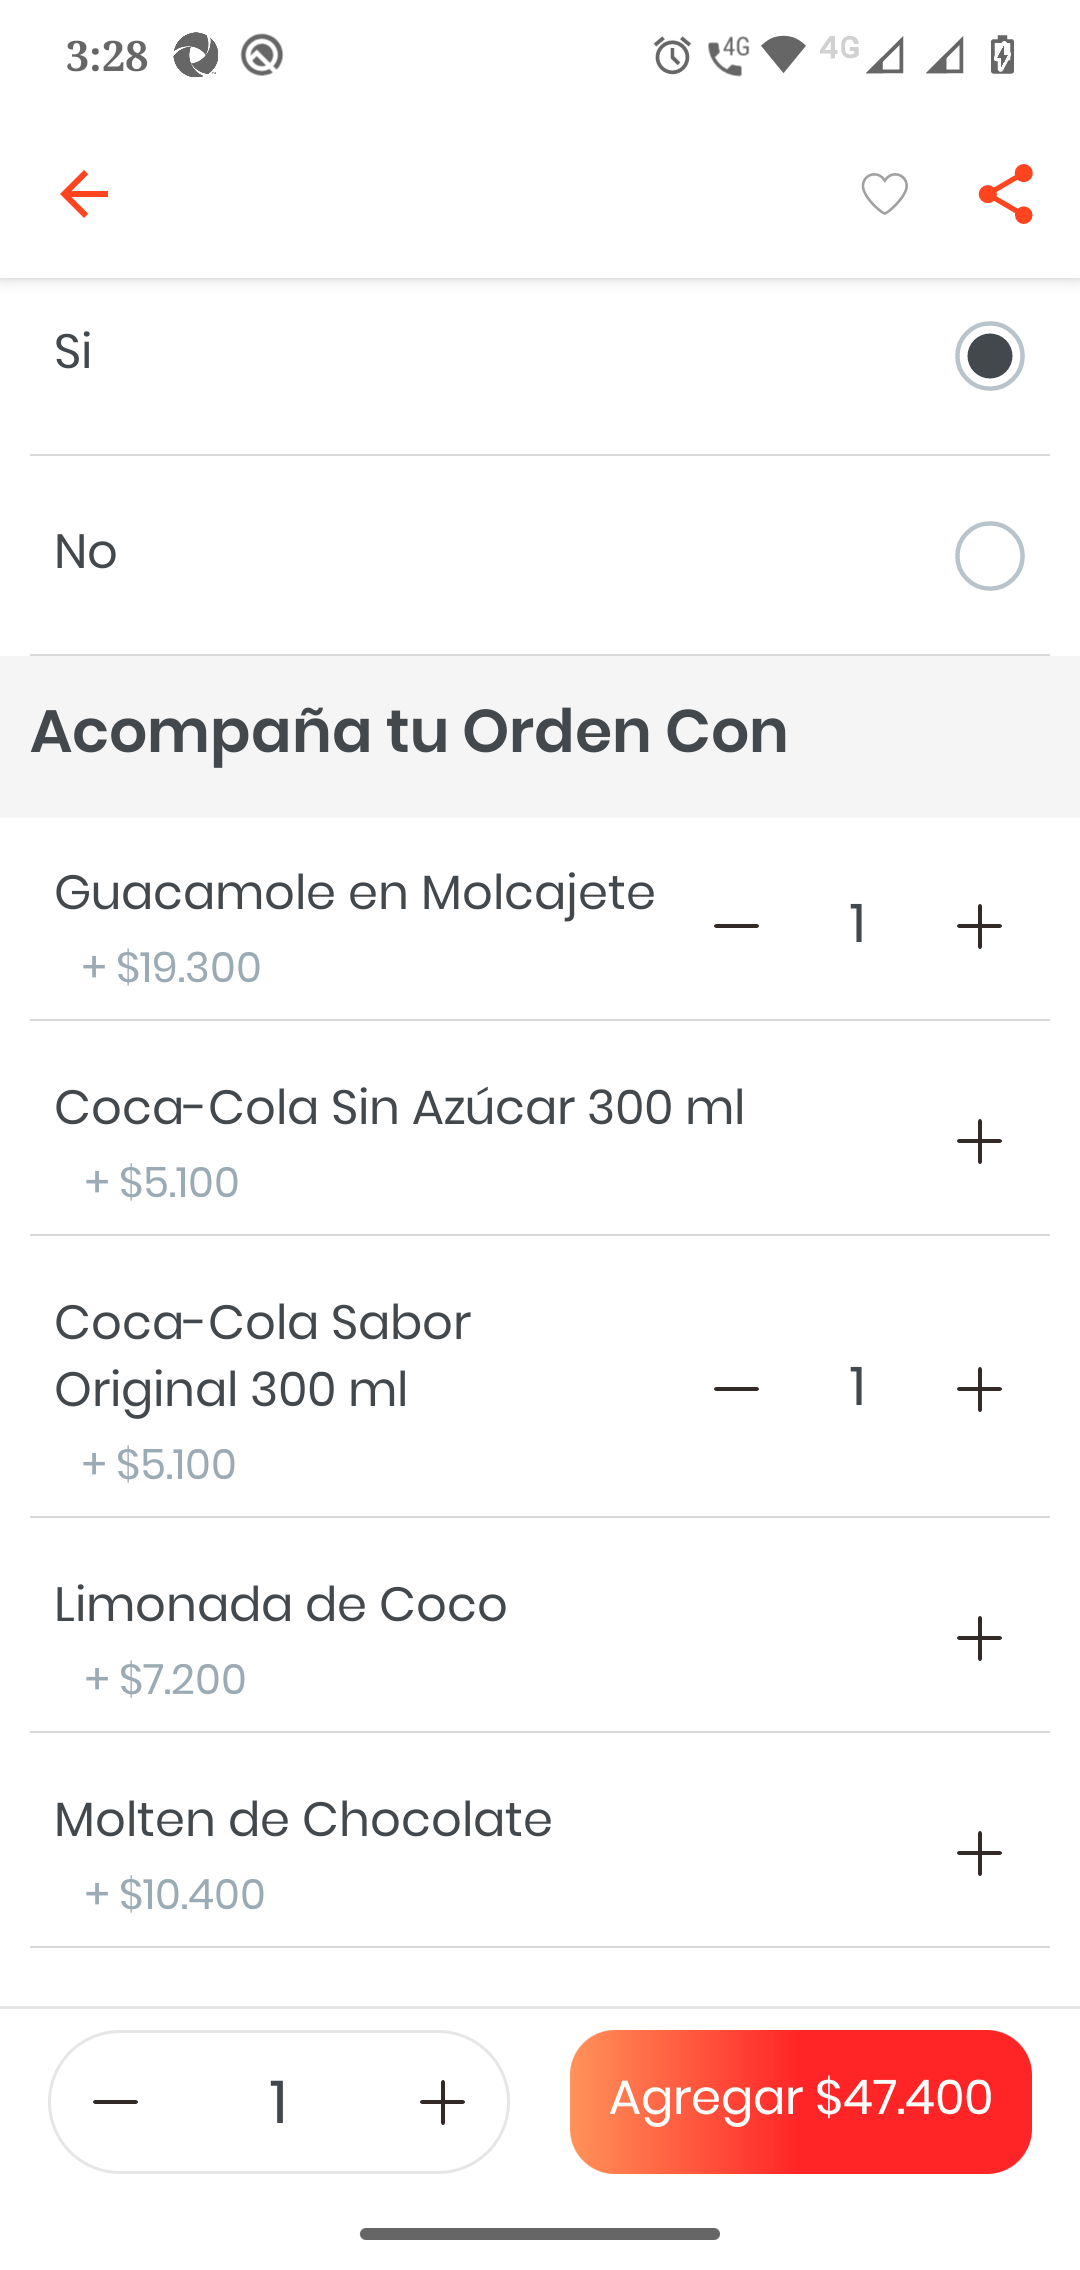 3:28
4G
4G
Si
No
Acompaña tu Orden Con
Guacamole en Molcajete
1
+ $19.300
Coca-Cola Sin Azúcar 300 ml
+ $5.100
Coca-Cola Sabor
Original 300 ml
1
+ $5.100
Limonada de Coco
+ $7.200
Molten de Chocolate
+ $10.400
1
Agregar $47.400